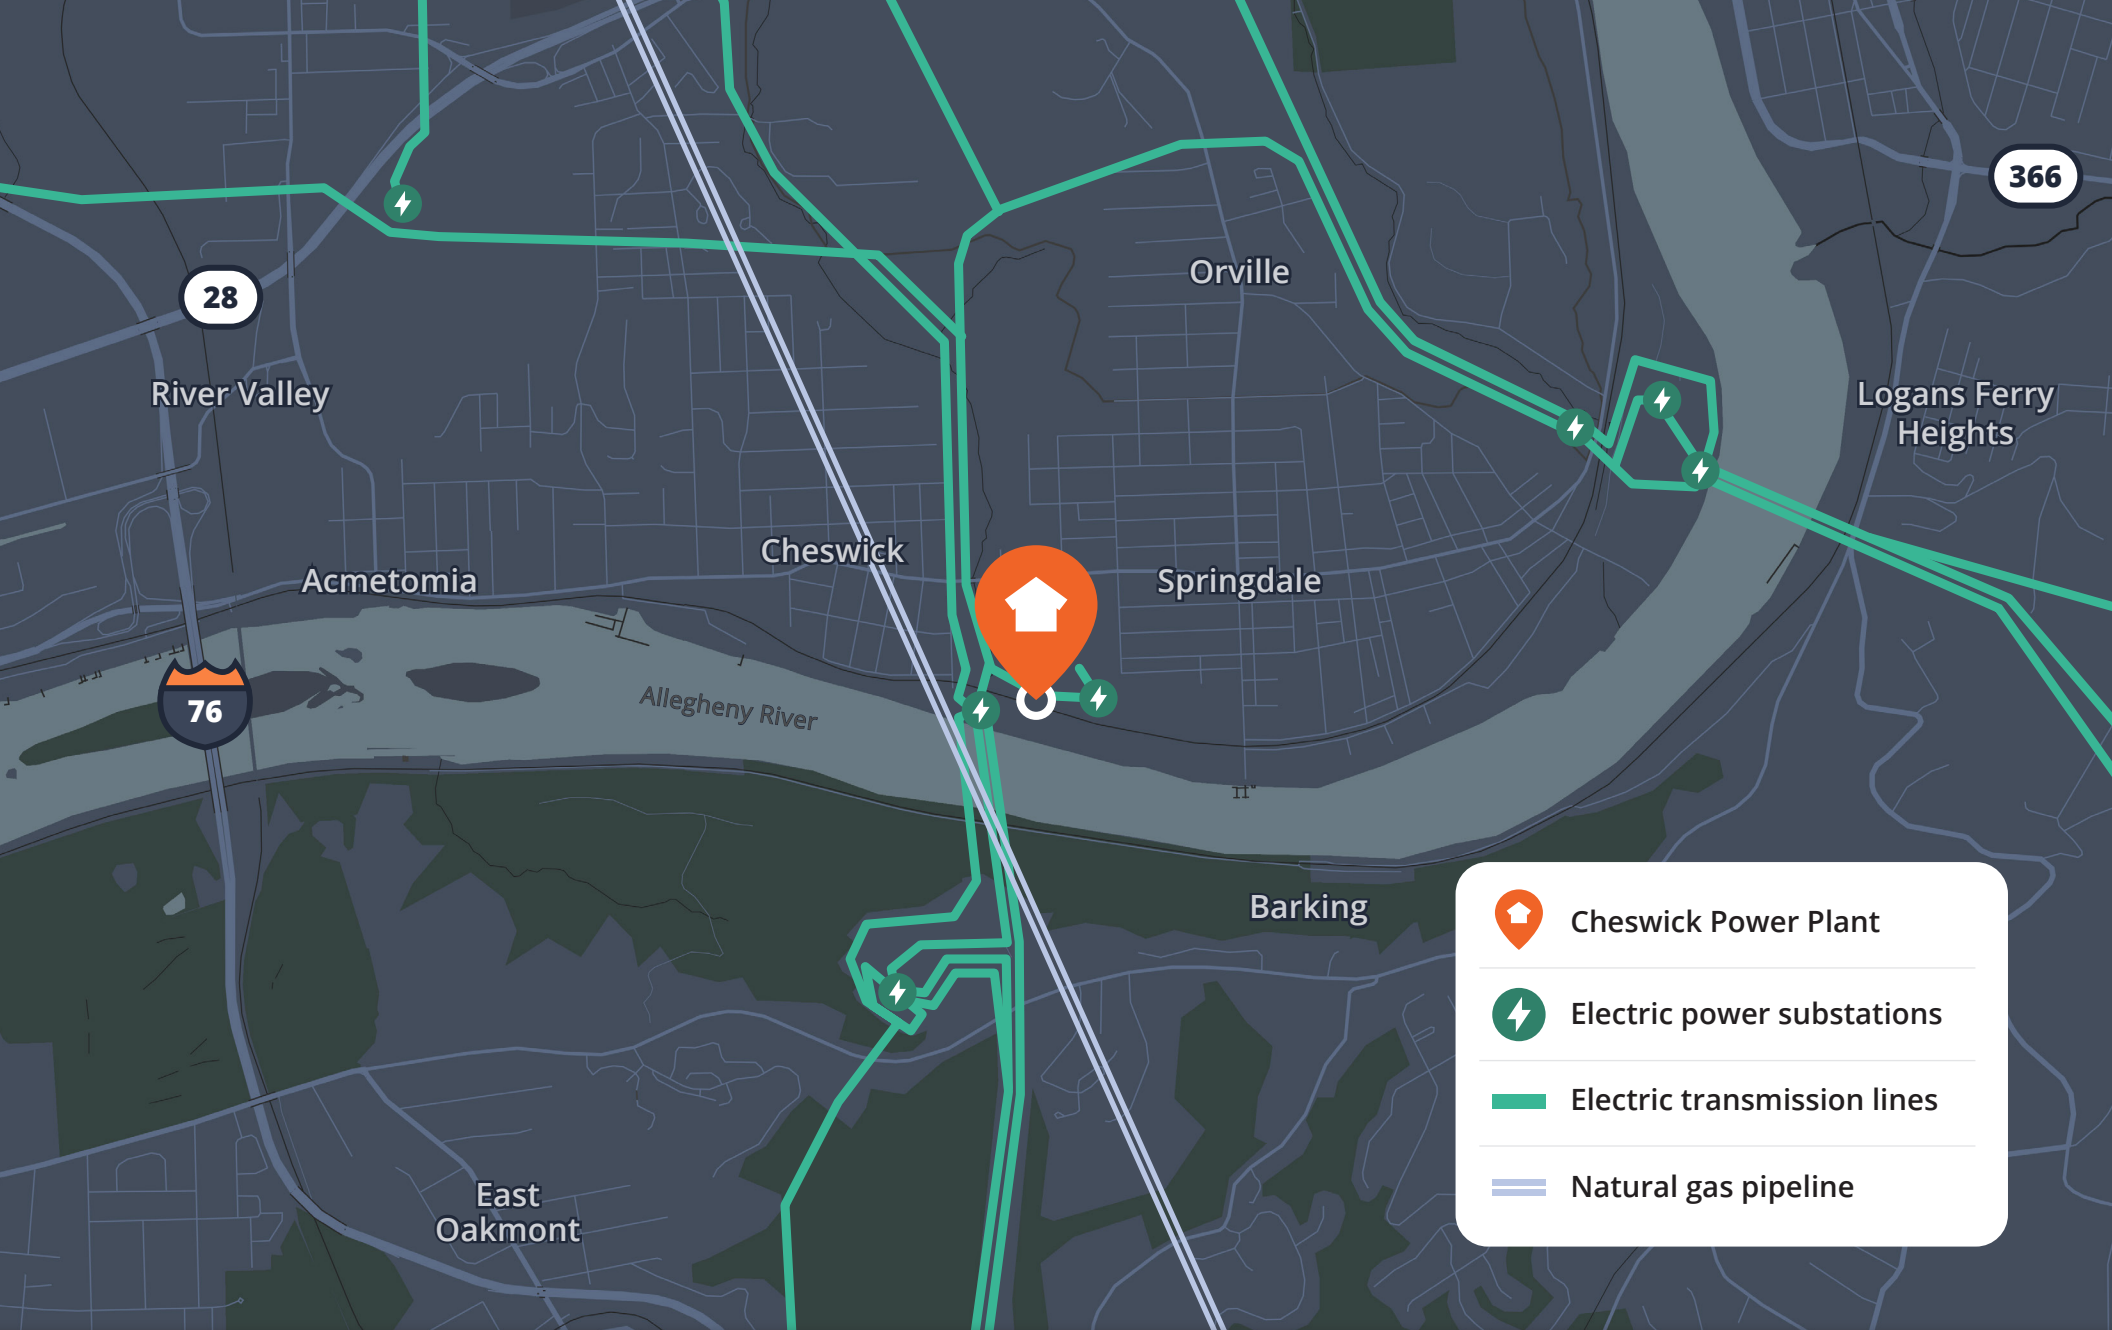 366
Orville
28
River Valley
Logans Ferry
Heights
Cheswick
Acmetomia
Springdale
Allegheny River
76
Barking
Cheswick Power Plant
Electric power substations
Electric transmission lines
Natural gas pipeline
East
Oakmont